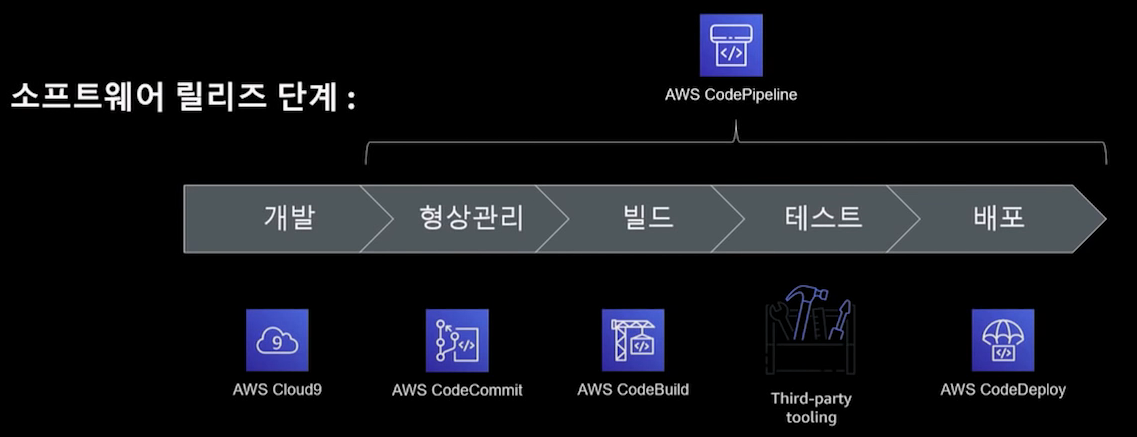 AWS CodePipeline
소프트웨어 릴리즈 단계 :
개발
형상관리
빌드
테스트
배포
9
AWS Cloud9
AWS CodeCommit
AWS CodeBuild
Third-party
tooling
AWS CodeDeploy